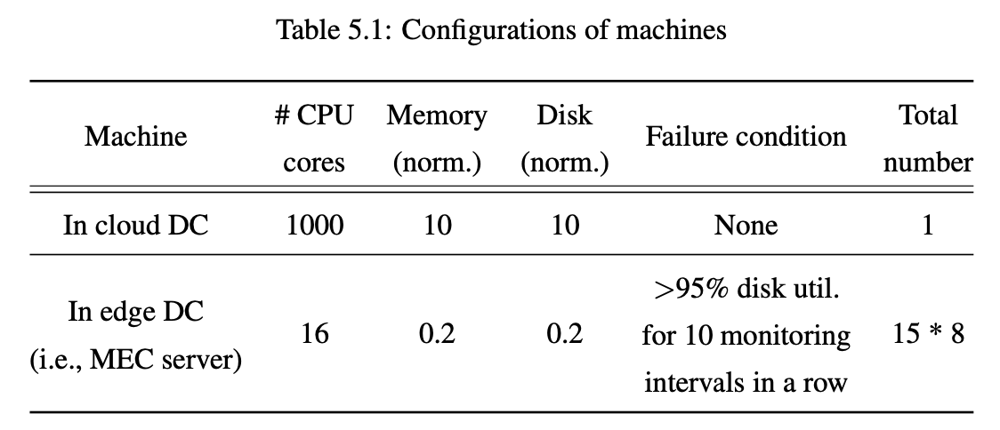 Table 5.1: Configurations of machines
Machine
# CPU
cores
Memory
(norm.)
Disk
(norm.)
Failure condition
Total
number
In cloud DC
1000
10
10
None
1
In edge DC
(i.e., MEC server)
16
0.2
0.2
>95% disk util.
for 10 monitoring
intervals in a row
15 * 8